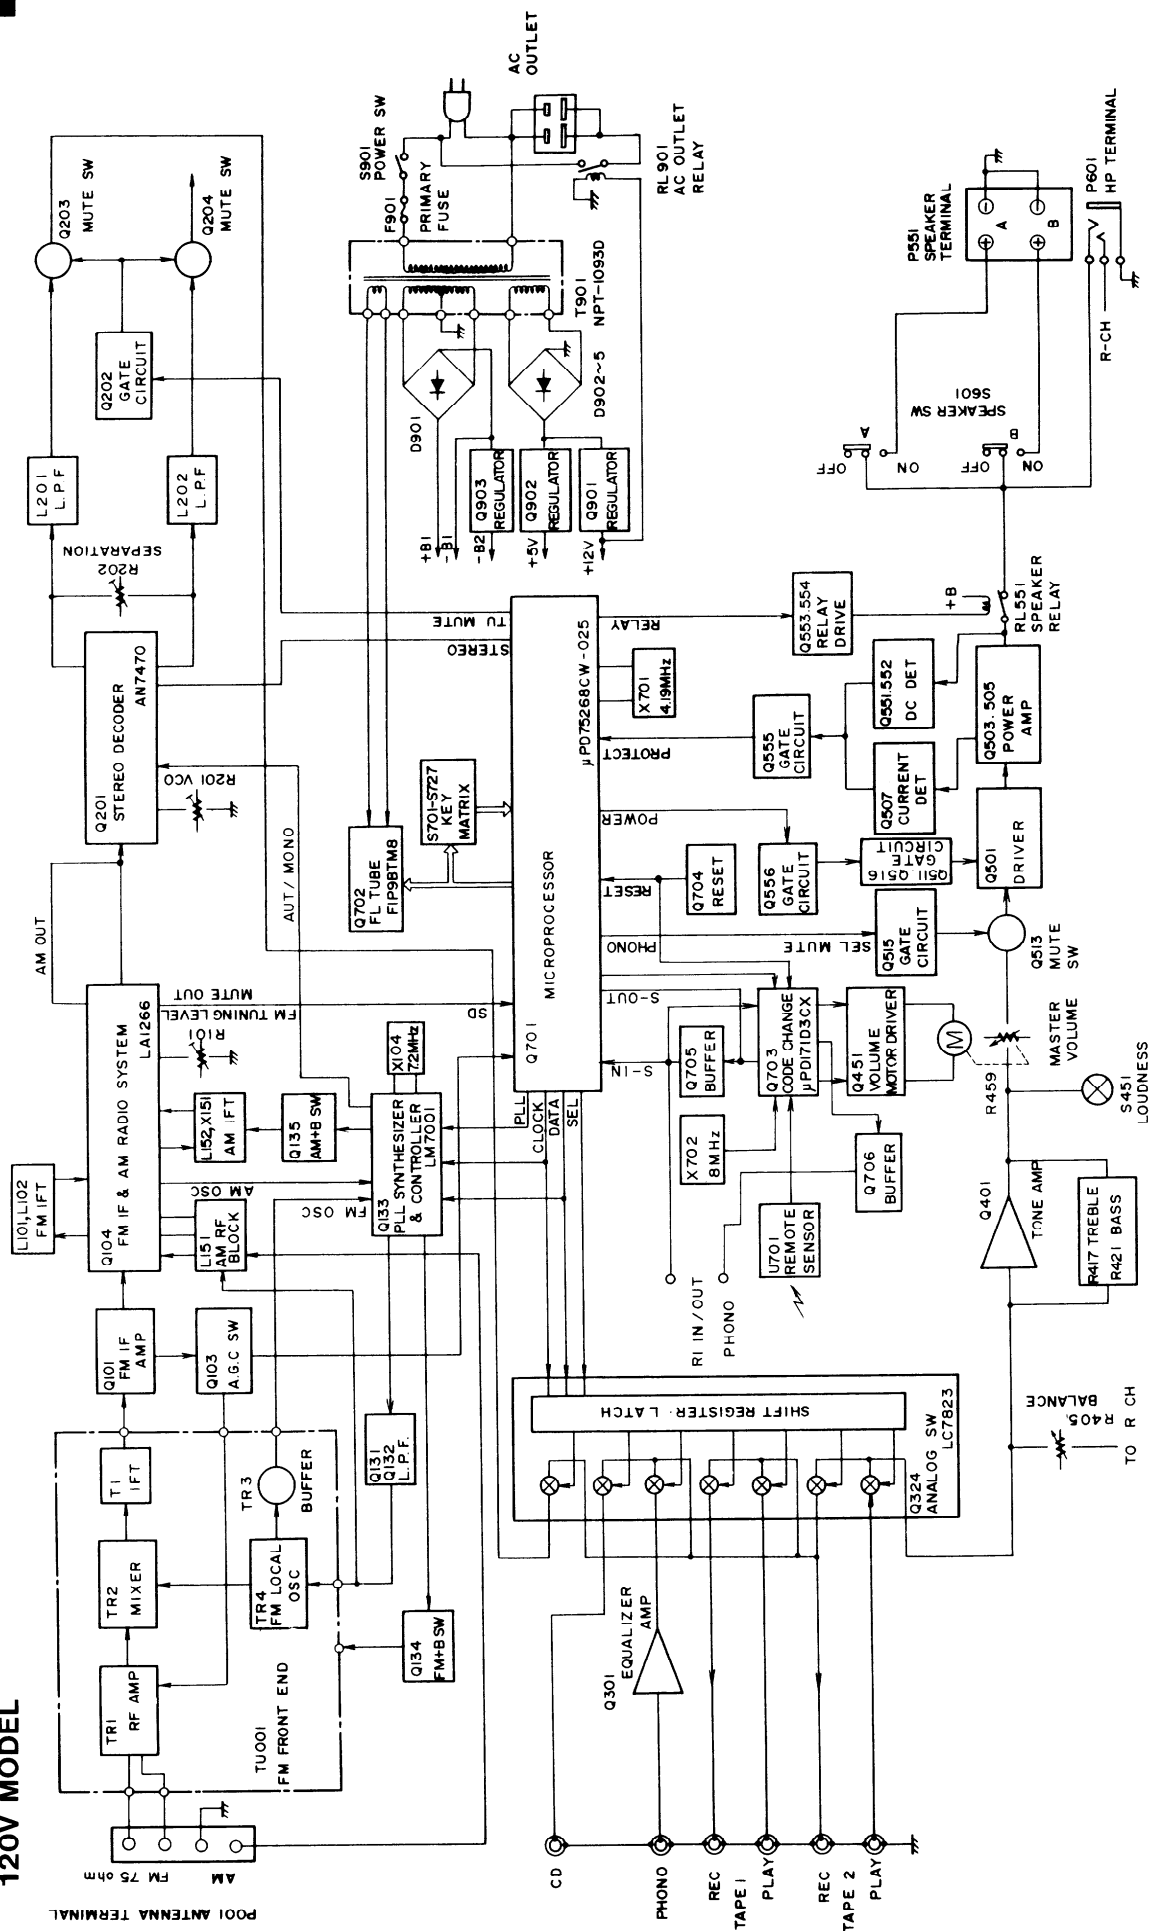 120V MODEL
P001 ANTENNA TERMINAL
FM 75 ohm
AM
TU001
FM FRONT END
TR1
RF AMP
TR2
MIXER
T1
IFT
TR4
FM LOCAL
OSC
TR3
BUFFER
Q101
FM IF
AMP
Q103
A.G.C SW
Q134
FM+B SW
Q131
Q132
L.P.F.
L101,L102
FM IFT
Q104
FM IF & AM RADIO SYSTEM
LA1266
L151
AM RF
BLOCK
AM OSC
FM OSC
L152,X151
AM IFT
Q135
AM+B SW
R101
FM TUNING LEVEL
MUTE OUT
SD
Q133
PLL SYNTHESIZER
& CONTROLLER
LM7001
X104
7.2MHz
AM OUT
AUT/MONO
Q201
STEREO DECODER
AN7470
R201 VCO
R202
SEPARATION
L201
L.P.F
L202
L.P.F
Q202
GATE
CIRCUIT
Q203
MUTE SW
Q204
MUTE SW
STEREO
TU MUTE
Q702
FL TUBE
FIP9BTM8
S701-S727
KEY
MATRIX
PLL
CLOCK
DATA
SEL
Q701
MICROPROCESSOR
µPD75268CW-025
S-IN
S-OUT
PHONO
RESET
POWER
PROTECT
RELAY
X701
4.19MHz
Q704
RESET
Q705
BUFFER
X702
8MHz
Q703
CODE CHANGE
µPD171D3CX
U701
REMOTE
SENSOR
Q706
BUFFER
RI IN/OUT
PHONO
Q451
VOLUME
MOTOR DRIVER
M
SEL MUTE
Q515
GATE
CIRCUIT
Q556
GATE
CIRCUIT
Q511.Q516
GATE
CIRCUIT
Q555
GATE
CIRCUIT
Q507
CURRENT
DET
Q551.552
DC DET
Q553.554
RELAY
DRIVE
+B
RL551
SPEAKER
RELAY
Q501
DRIVER
Q503.505
POWER
AMP
Q513
MUTE
SW
R459
MASTER
VOLUME
S451
LOUDNESS
Q401
TONE AMP
R417 TREBLE
R421 BASS
R405,
BALANCE
TO R CH
SHIFT REGISTER·LATCH
Q324
ANALOG SW
LC7823
Q301
EQUALIZER
AMP
CD
PHONO
REC
TAPE 1
PLAY
REC
TAPE 2
PLAY
+B1
-B1
-B2
+5V
+12V
Q903
REGULATOR
Q902
REGULATOR
Q901
REGULATOR
D901
D902~5
T901
NPT-1093D
F901
PRIMARY
FUSE
S901
POWER SW
AC
OUTLET
RL901
AC OUTLET
RELAY
OFF
A
ON
OFF
B
ON
SPEAKER SW
S601
P551
SPEAKER
TERMINAL
A
B
R-CH
P601
HP TERMINAL